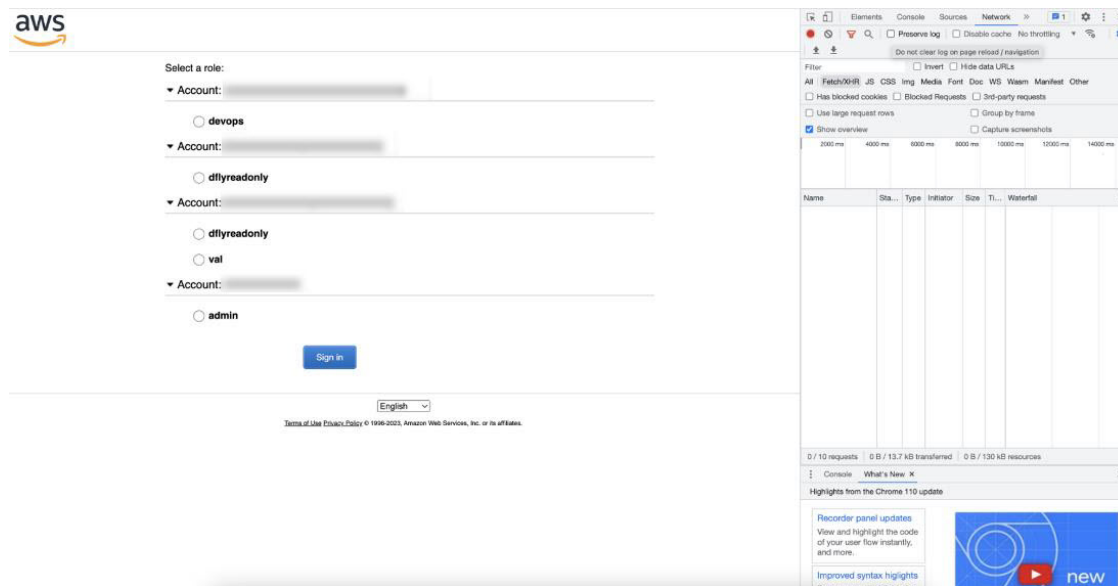 aws
Select a role:
Account:
devops
Account:
dflyreadonly
Account:
dflyreadonly
val
Account:
admin
Sign in
English
Terms of Use Privacy Policy © 1996-2023, Amazon Web Services, Inc. or its affiliates.
Elements Console Sources Network » 1
Preserve log Disable cache No throttling
Do not clear log on page reload / navigation
Filter Invert Hide data URLs
All Fetch/XHR JS CSS Img Media Font Doc WS Wasm Manifest Other
Has blocked cookies Blocked Requests 3rd-party requests
Use large request rows Group by frame
Show overview Capture screenshots
2000 ms 4000 ms 6000 ms 8000 ms 10000 ms 12000 ms 14000 ms
Name Sta... Type Initiator Size Ti... Waterfall
0 / 10 requests 0 B / 13.7 kB transferred 0 B / 130 kB resources
Console What's New ×
Highlights from the Chrome 110 update
Recorder panel updates
View and highlight the code
of your user flow instantly,
and more.
Improved syntax higlights
new